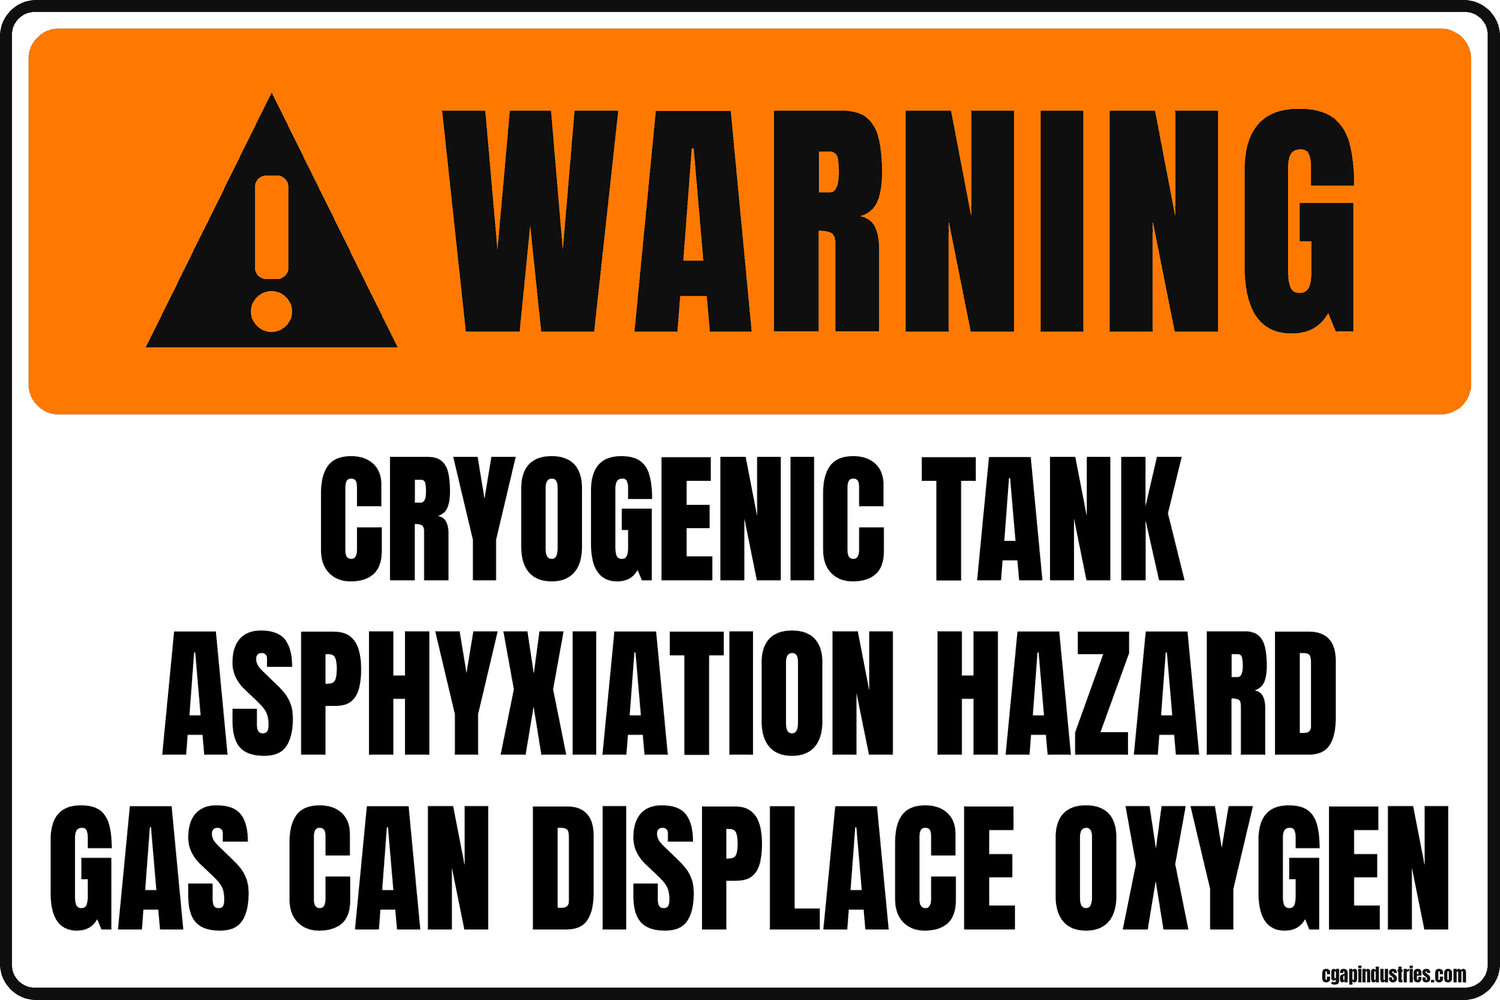 WARNING
CRYOGENIC TANK
ASPHYXIATION HAZARD
GAS CAN DISPLACE OXYGEN
cgapindustries.com